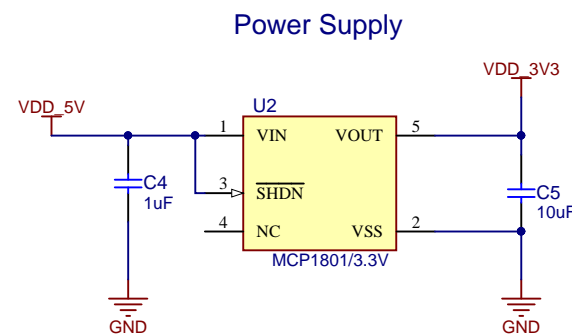 Power Supply
VDD_3V3
VDD_5V
U2
1
VIN
VOUT
5
C4
1uF
3
SHDN
C5
10uF
4
NC
VSS
2
MCP1801/3.3V
GND
GND